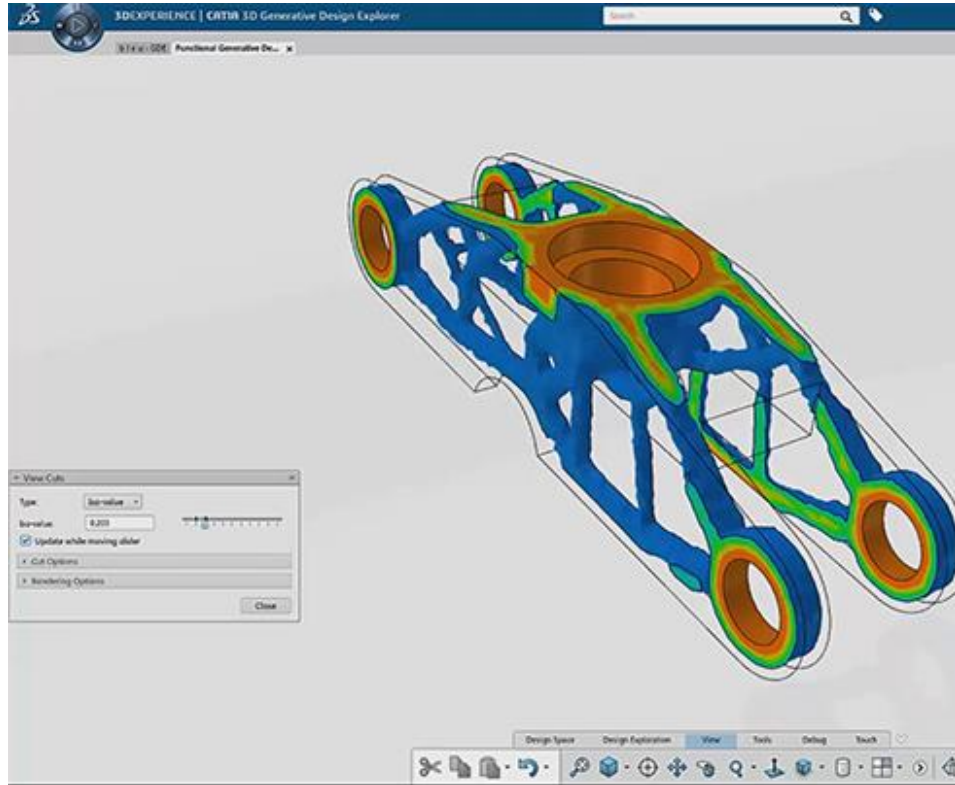 3DEXPERIENCE | CATIA 3D Generative Design Explorer
Search
Functional Generative De... x
View Cuts
Type:
Iso-value
Iso-value:
Update while moving slider
Cut Options
Rendering Options
Close
Design Space
Design Exploration
View
Tools
Debug
Touch